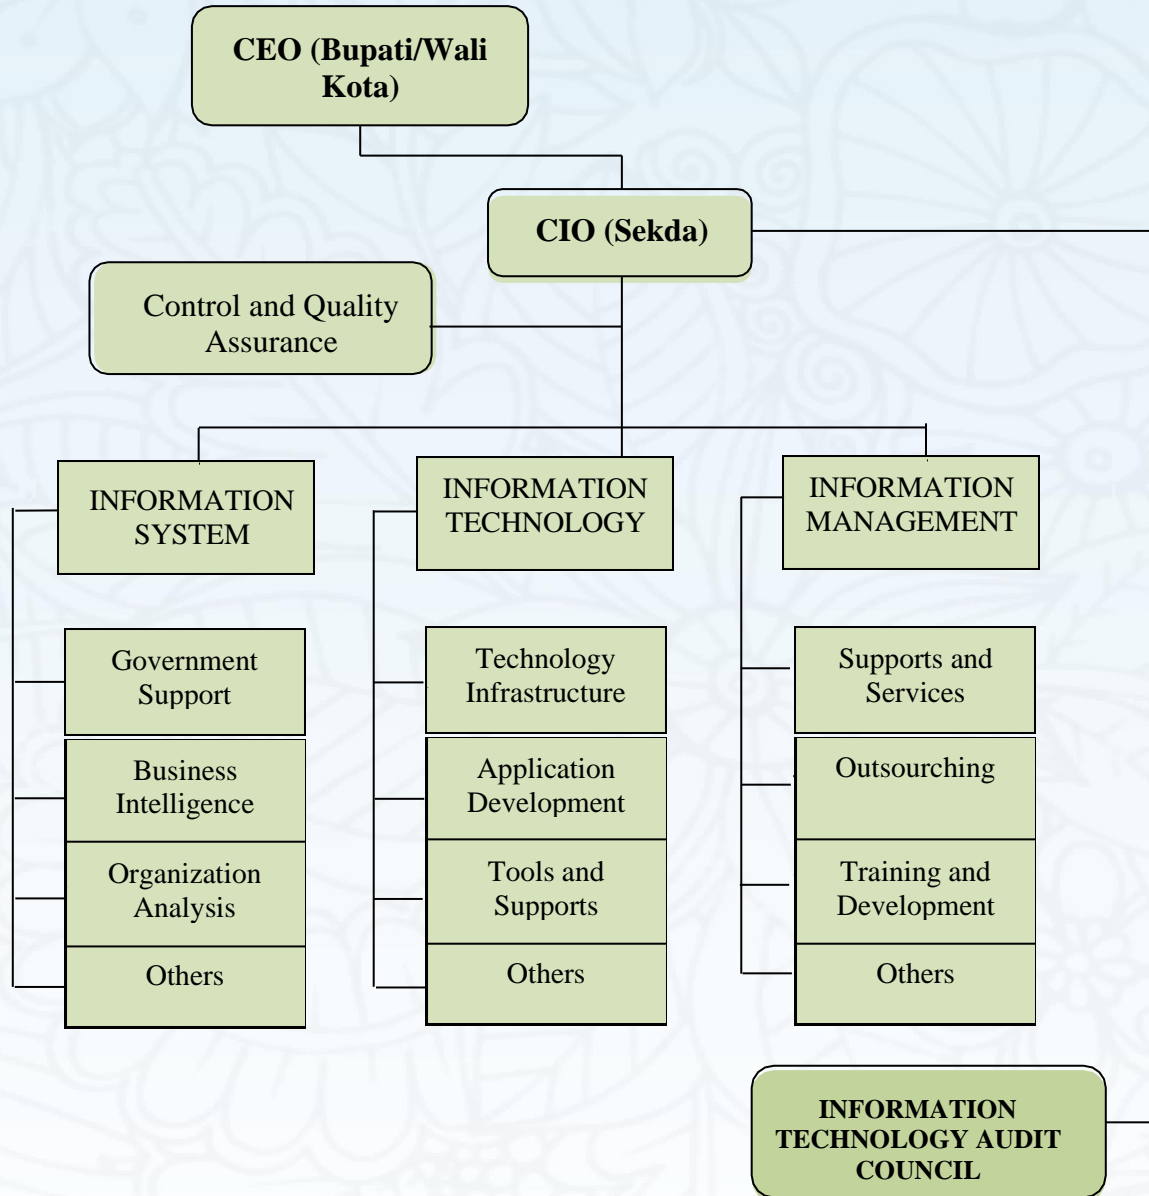 CEO (Bupati/Wali
Kota)
CIO (Sekda)
Control and Quality
Assurance
INFORMATION
SYSTEM
Government
Support
Business
Intelligence
Organization
Analysis
Others
INFORMATION
TECHNOLOGY
Technology
Infrastructure
Application
Development
Tools and
Supports
Others
INFORMATION
MANAGEMENT
Supports and
Services
Outsourching
Training and
Development
Others
INFORMATION
TECHNOLOGY AUDIT
COUNCIL